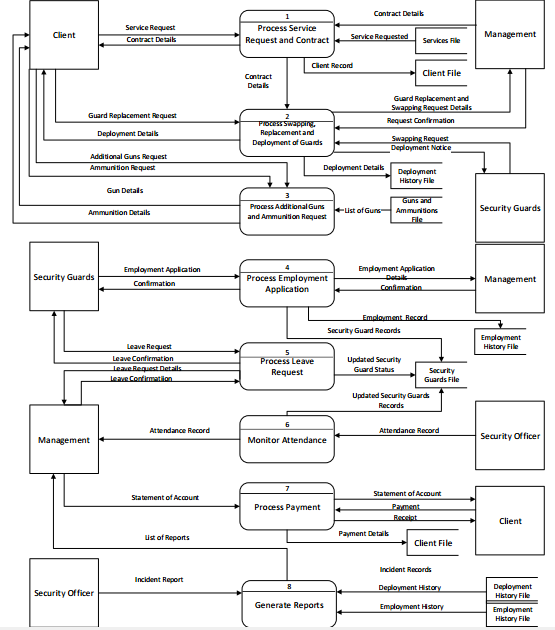 1
Contract Details
Service Request
Process Service
Request and Contract
Client
Contract Details
Service Requested
Services File
Management
Client Record
Client File
Contract
Details
Guard Replacement and
Swapping Request Details
Guard Replacement Request
2
Process Swapping,
Replacement and
Deployment of Guards
Request Confirmation
Deployment Details
Swapping Request
Deployment Notice
Additional Guns Request
Ammunition Request
Deployment Details
Deployment
History File
Gun Details
3
Process Additional Guns
and Ammunition Request
Ammunition Details
List of Guns
Guns and
Ammunitions
File
Security Guards
Security Guards
Employment Application
Confirmation
4
Process Employment
Application
Employment Application
Details
Confirmation
Management
Employment Record
Security Guard Records
Employment
History File
Leave Request
Leave Confirmation
Leave Request Details
Leave Confirmatiion
5
Process Leave
Request
Updated Security
Guard Status
Security
Guards File
Updated Security Guards
Records
Management
Attendance Record
6
Monitor Attendance
Attendance Record
Security Officer
7
Process Payment
Statement of Account
Statement of Account
Payment
Receipt
Client
List of Reports
Payment Details
Client File
Incident Records
Security Officer
Incident Report
8
Generate Reports
Deployment History
Deployment
History File
Employment History
Employment
History File